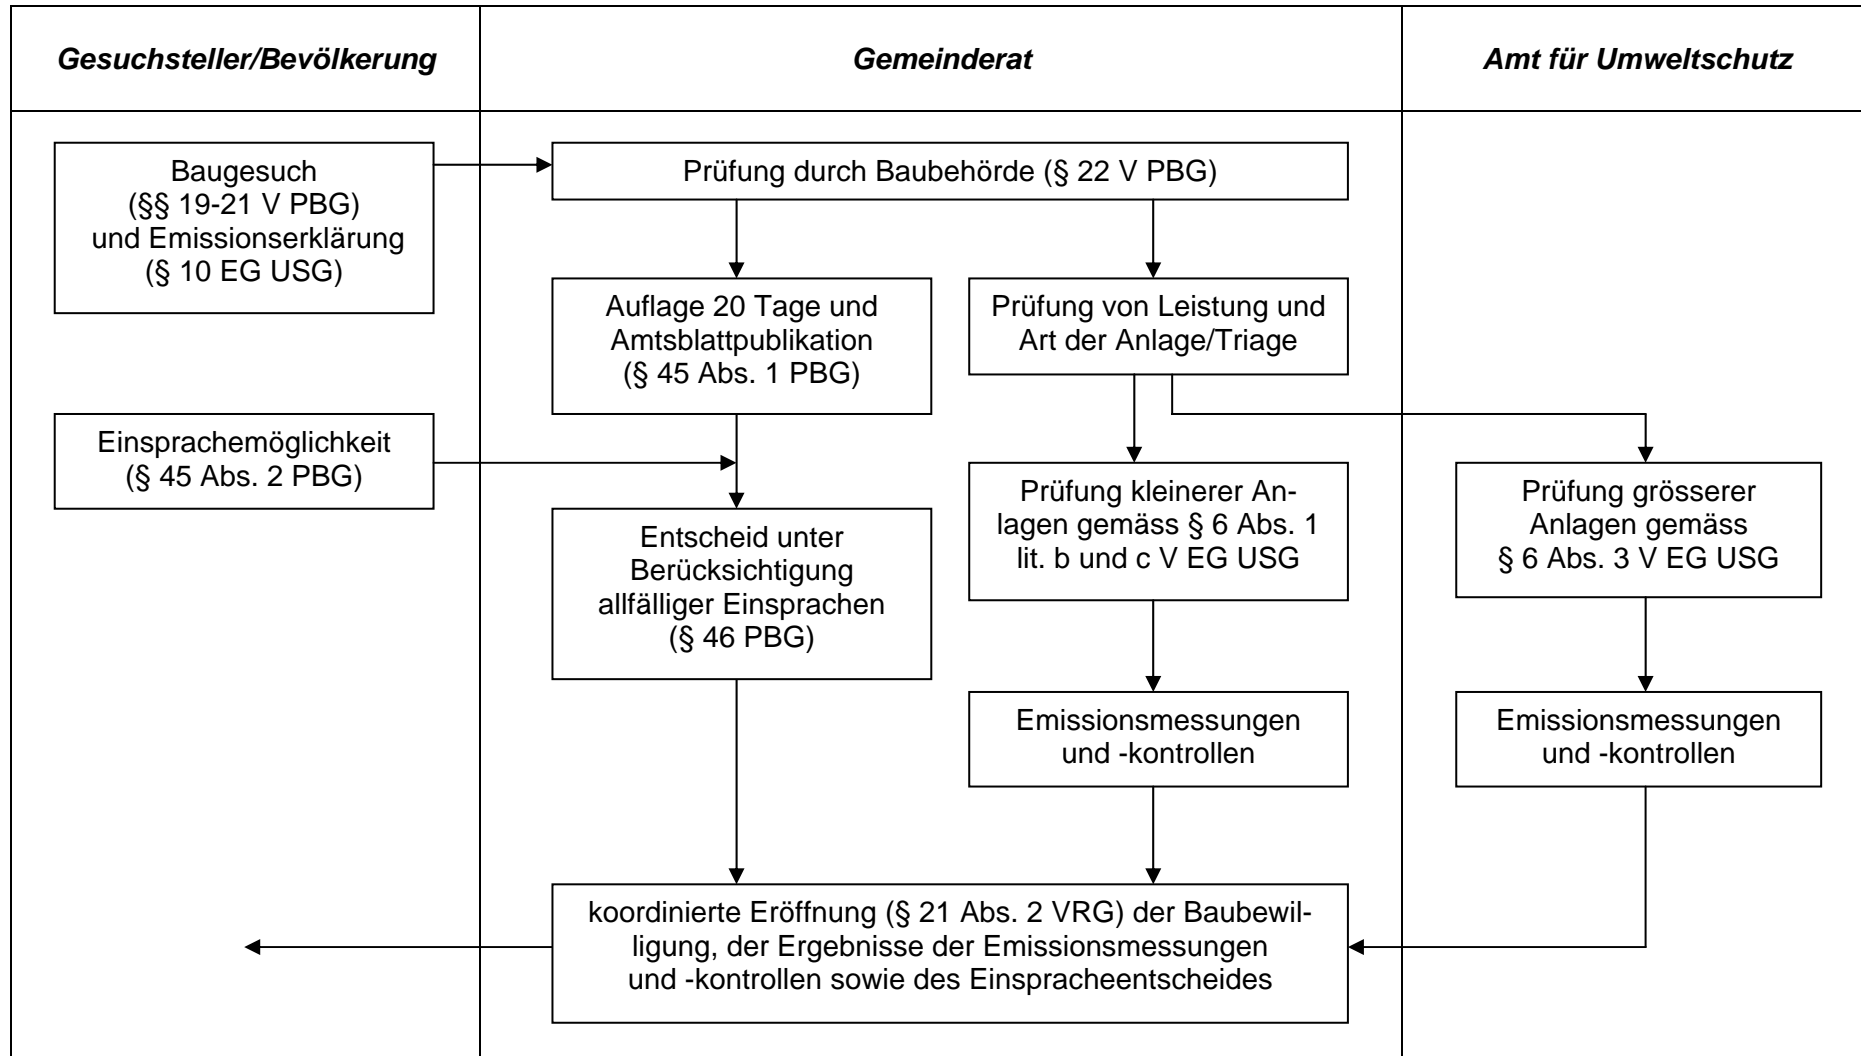 Gesuchsteller/Bevölkerung
Gemeinderat
Amt für Umweltschutz
Baugesuch
(§§ 19-21 V PBG)
und Emissionserklärung
(§ 10 EG USG)
Prüfung durch Baubehörde (§ 22 V PBG)
Auflage 20 Tage und
Amtsblattpublikation
(§ 45 Abs. 1 PBG)
Prüfung von Leistung und
Art der Anlage/Triage
Einsprachemöglichkeit
(§ 45 Abs. 2 PBG)
Entscheid unter
Berücksichtigung
allfälliger Einsprachen
(§ 46 PBG)
Prüfung kleinerer An-
lagen gemäss § 6 Abs. 1
lit. b und c V EG USG
Prüfung grösserer
Anlagen gemäss
§ 6 Abs. 3 V EG USG
Emissionsmessungen
und -kontrollen
Emissionsmessungen
und -kontrollen
koordinierte Eröffnung (§ 21 Abs. 2 VRG) der Baubewil-
ligung, der Ergebnisse der Emissionsmessungen
und -kontrollen sowie des Einspracheentscheides